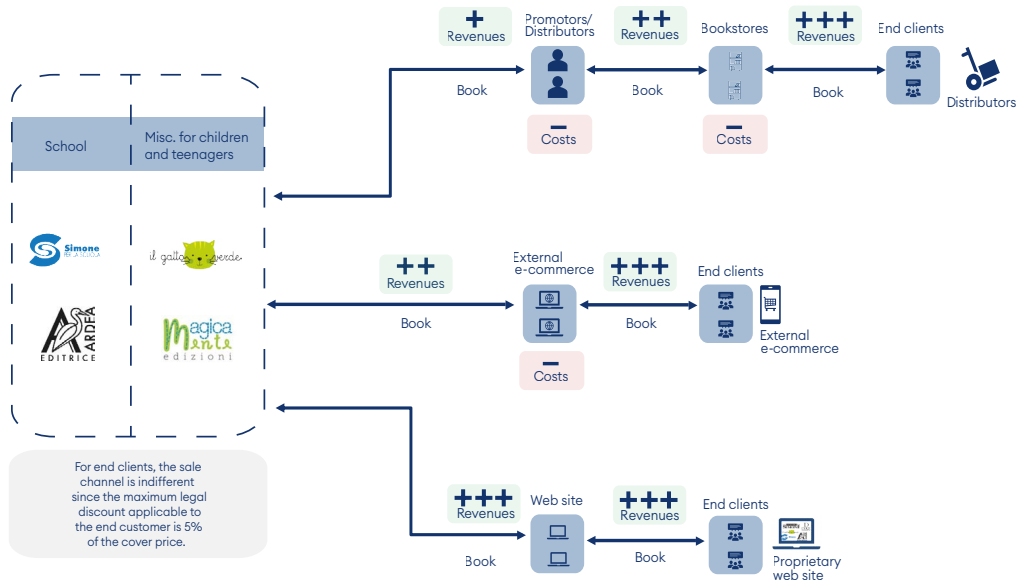 School
Misc. for children
and teenagers
Simone
PER LA SCUOLA
il gatto verde
ARDEA
EDITRICE
Magica
Mente
edizioni
For end clients, the sale
channel is indifferent
since the maximum legal
discount applicable to
the end customer is 5%
of the cover price.
+
Revenues
Book
Promotors/
Distributors
−
Costs
++
Revenues
Book
Bookstores
−
Costs
+++
Revenues
Book
End clients
Distributors
++
Revenues
Book
External
e-commerce
−
Costs
+++
Revenues
Book
End clients
External
e-commerce
+++
Revenues
Book
Web site
+++
Revenues
Book
End clients
Proprietary
web site